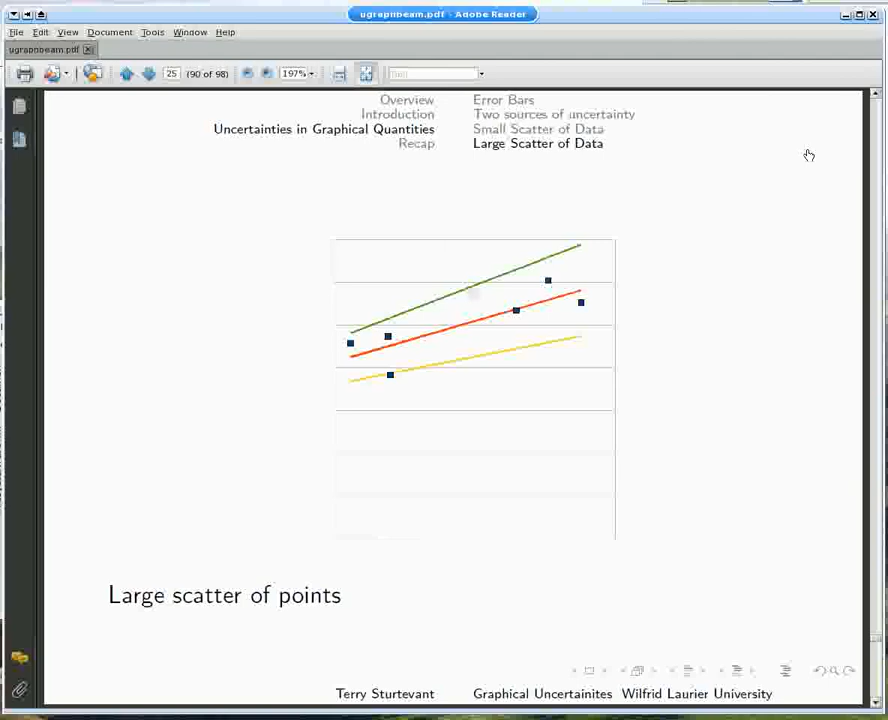 ugraphbeam.pdf - Adobe Reader
File Edit View Document Tools Window Help
ugraphbeam.pdf
25 (90 of 98) 197%
Overview Error Bars
Introduction Two sources of uncertainty
Uncertainties in Graphical Quantities Small Scatter of Data
Recap Large Scatter of Data
Large scatter of points
Terry Sturtevant Graphical Uncertainites Wilfrid Laurier University